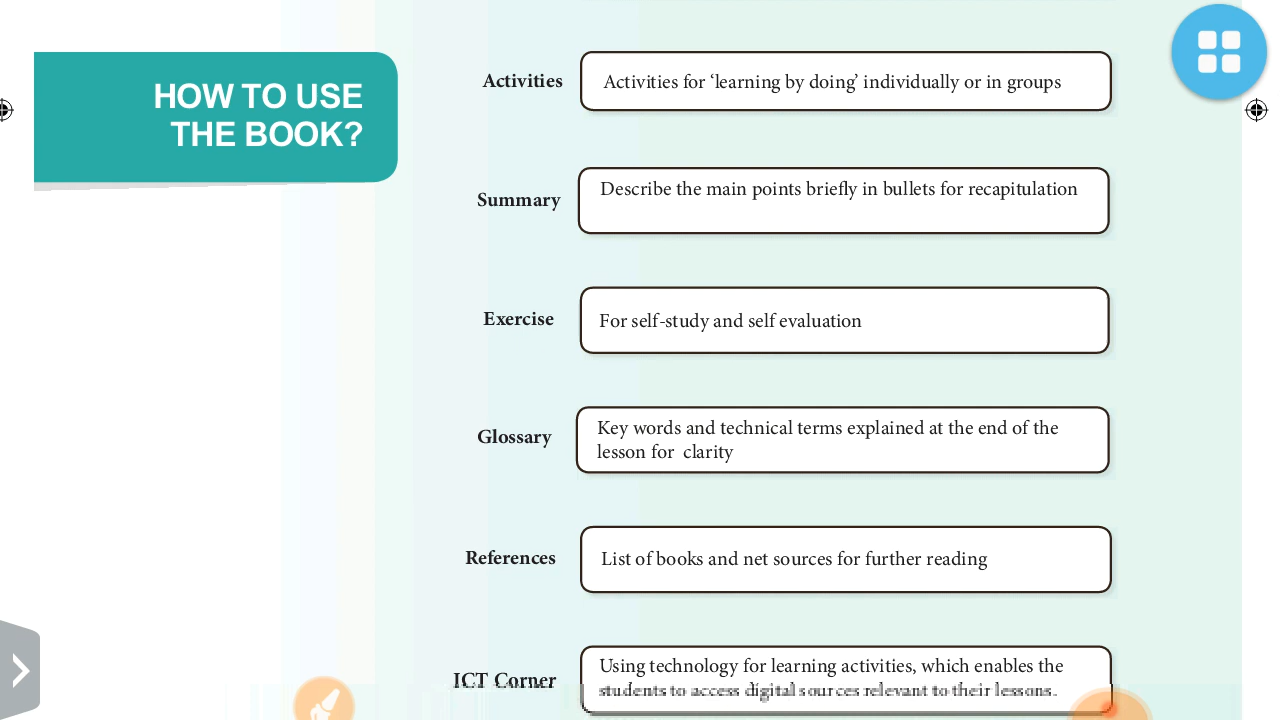 HOW TO USE
THE BOOK?
Activities
Activities for ‘learning by doing’ individually or in groups
Summary
Describe the main points briefly in bullets for recapitulation
Exercise
For self-study and self evaluation
Glossary
Key words and technical terms explained at the end of the
lesson for clarity
References
List of books and net sources for further reading
ICT Corner
Using technology for learning activities, which enables the
students to access digital sources relevant to their lessons.